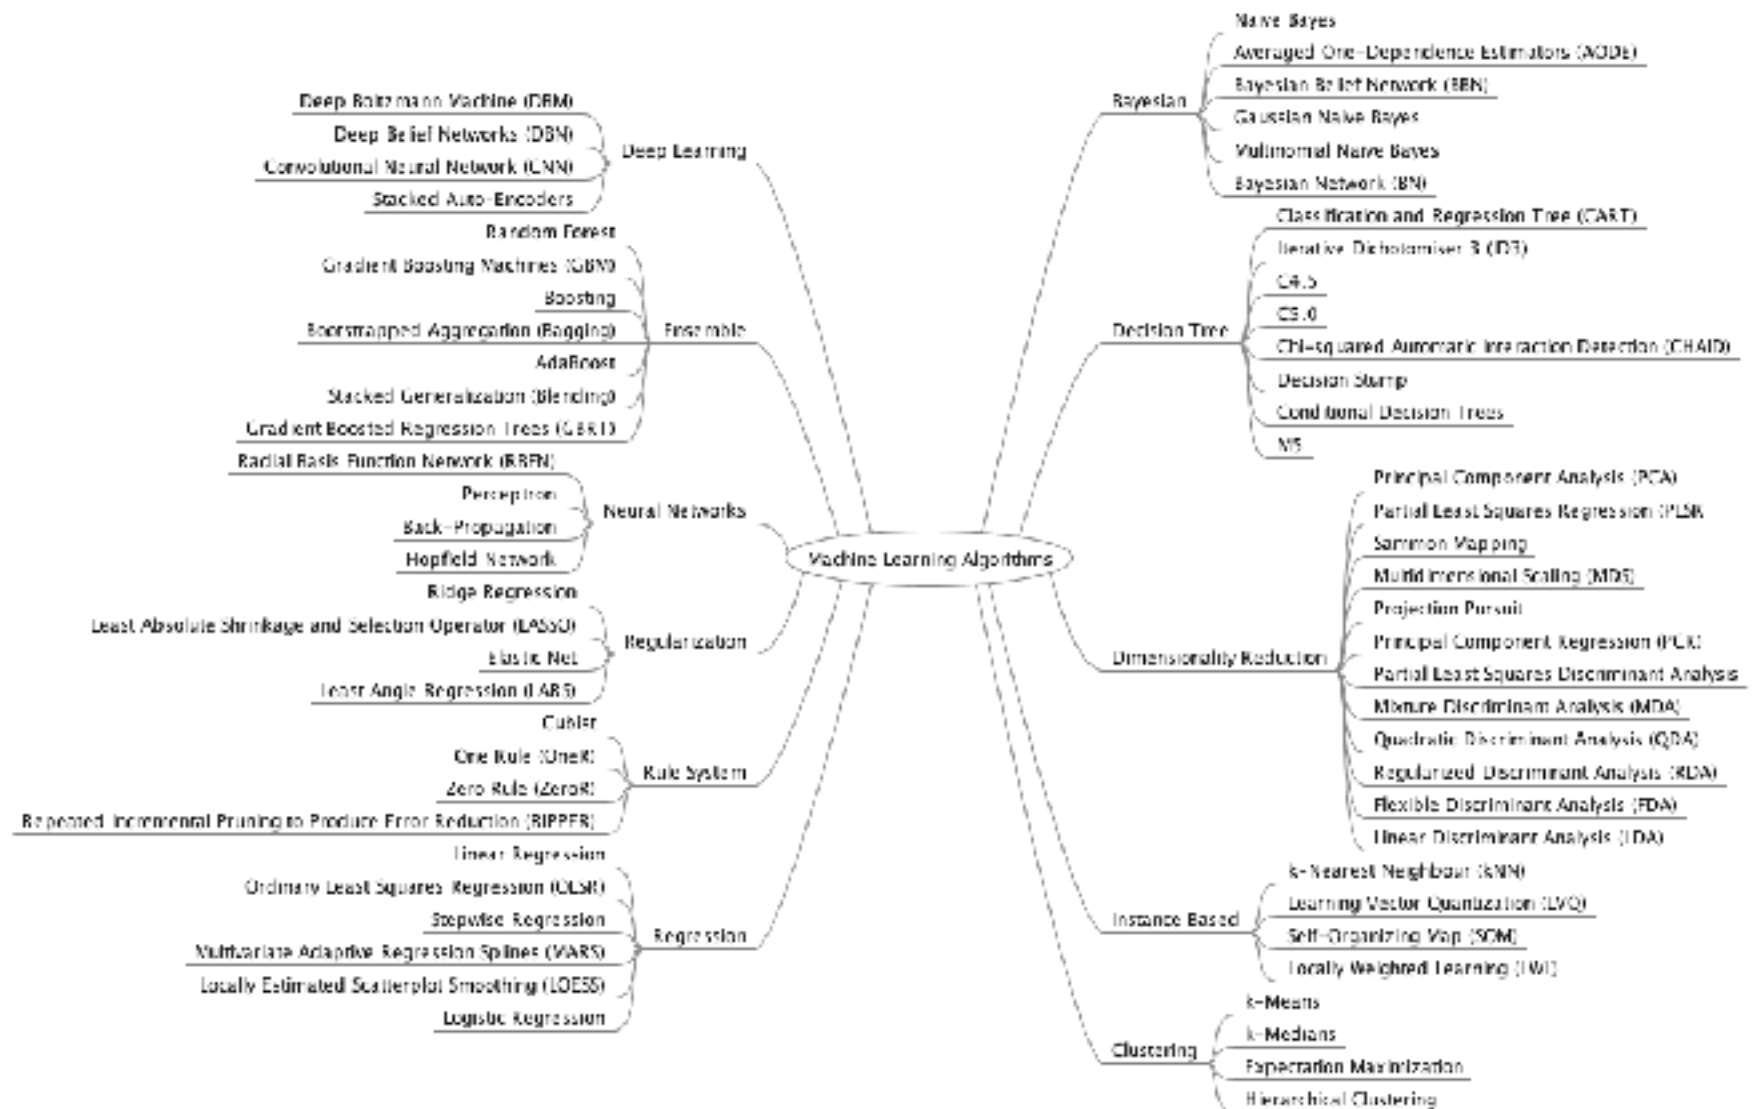 Machine Learning Algorithms
Deep Learning
Deep Boltzmann Machine (DBM)
Deep Belief Networks (DBN)
Convolutional Neural Network (CNN)
Stacked Auto-Encoders
Ensemble
Random Forest
Gradient Boosting Machines (GBM)
Boosting
Bootstrapped Aggregation (Bagging)
AdaBoost
Stacked Generalization (Blending)
Gradient Boosted Regression Trees (GBRT)
Neural Networks
Radial Basis Function Network (RBFN)
Perceptron
Back-Propagation
Hopfield Network
Regularization
Ridge Regression
Least Absolute Shrinkage and Selection Operator (LASSO)
Elastic Net
Least Angle Regression (LARS)
Rule System
Cubist
One Rule (OneR)
Zero Rule (ZeroR)
Repeated Incremental Pruning to Produce Error Reduction (RIPPER)
Regression
Linear Regression
Ordinary Least Squares Regression (OLSR)
Stepwise Regression
Multivariate Adaptive Regression Splines (MARS)
Locally Estimated Scatterplot Smoothing (LOESS)
Logistic Regression
Bayesian
Naive Bayes
Averaged One-Dependence Estimators (AODE)
Bayesian Belief Network (BBN)
Gaussian Naive Bayes
Multinomial Naive Bayes
Bayesian Network (BN)
Decision Tree
Classification and Regression Tree (CART)
Iterative Dichotomiser 3 (ID3)
C4.5
C5.0
Chi-squared Automatic Interaction Detection (CHAID)
Decision Stump
Conditional Decision Trees
M5
Dimensionality Reduction
Principal Component Analysis (PCA)
Partial Least Squares Regression (PLSR
Sammon Mapping
Multidimensional Scaling (MDS)
Projection Pursuit
Principal Component Regression (PCR)
Partial Least Squares Discriminant Analysis
Mixture Discriminant Analysis (MDA)
Quadratic Discriminant Analysis (QDA)
Regularized Discriminant Analysis (RDA)
Flexible Discriminant Analysis (FDA)
Linear Discriminant Analysis (LDA)
Instance Based
k-Nearest Neighbour (kNN)
Learning Vector Quantization (LVQ)
Self-Organizing Map (SOM)
Locally Weighted Learning (LWL)
Clustering
k-Means
k-Medians
Expectation Maximization
Hierarchical Clustering